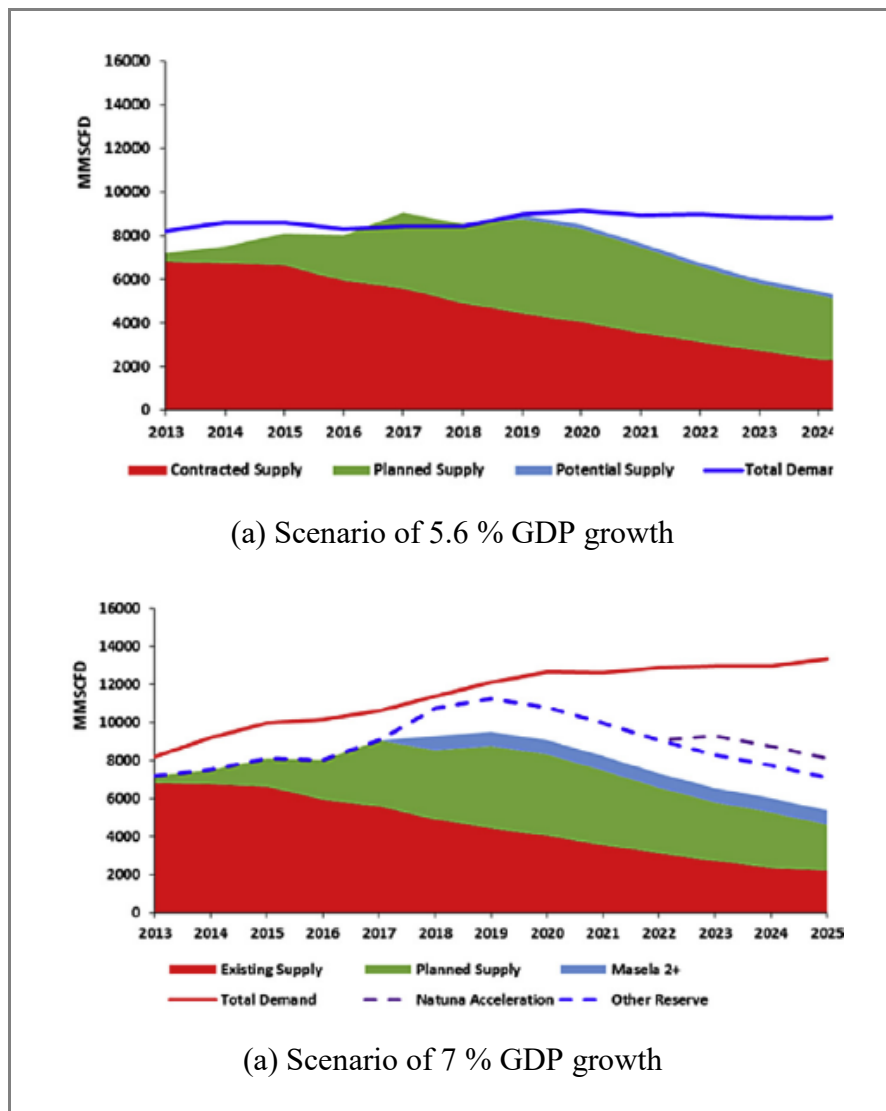 16000
14000
12000
10000
8000
6000
4000
2000
0
MMSCFD
2013 2014 2015 2016 2017 2018 2019 2020 2021 2022 2023 2024
Contracted Supply Planned Supply Potential Supply Total Demar
(a) Scenario of 5.6 % GDP growth
16000
14000
12000
10000
8000
6000
4000
2000
0
MMSCFD
2013 2014 2015 2016 2017 2018 2019 2020 2021 2022 2023 2024 2025
Existing Supply Planned Supply Masela 2+
Total Demand Natuna Acceleration Other Reserve
(a) Scenario of 7 % GDP growth